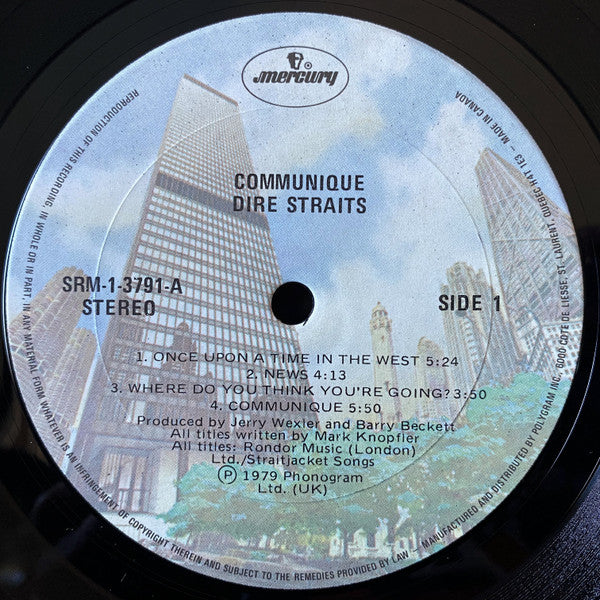 mercury
COMMUNIQUE
DIRE STRAITS
SRM-1-3791-A
STEREO
SIDE 1
1. ONCE UPON A TIME IN THE WEST 5:24
2. NEWS 4:13
3. WHERE DO YOU THINK YOU'RE GOING? 3:50
4. COMMUNIQUE 5:50
Produced by Jerry Wexler and Barry Beckett
All titles written by Mark Knopfler
All titles: Rondor Music (London)
Ltd./Straitjacket Songs
Ⓟ 1979 Phonogram
Ltd. (UK)
REPRODUCTION OF THIS RECORDING, IN WHOLE OR IN PART, IN ANY MATERIAL FORM WHATEVER IS AN INFRINGEMENT OF COPYRIGHT THEREIN AND SUBJECT TO THE REMEDIES PROVIDED BY LAW – MANUFACTURED AND DISTRIBUTED BY POLYGRAM INC. 6000 COTE DE LIESSE, ST. LAURENT, QUEBEC H4T 1E3 – MADE IN CANADA